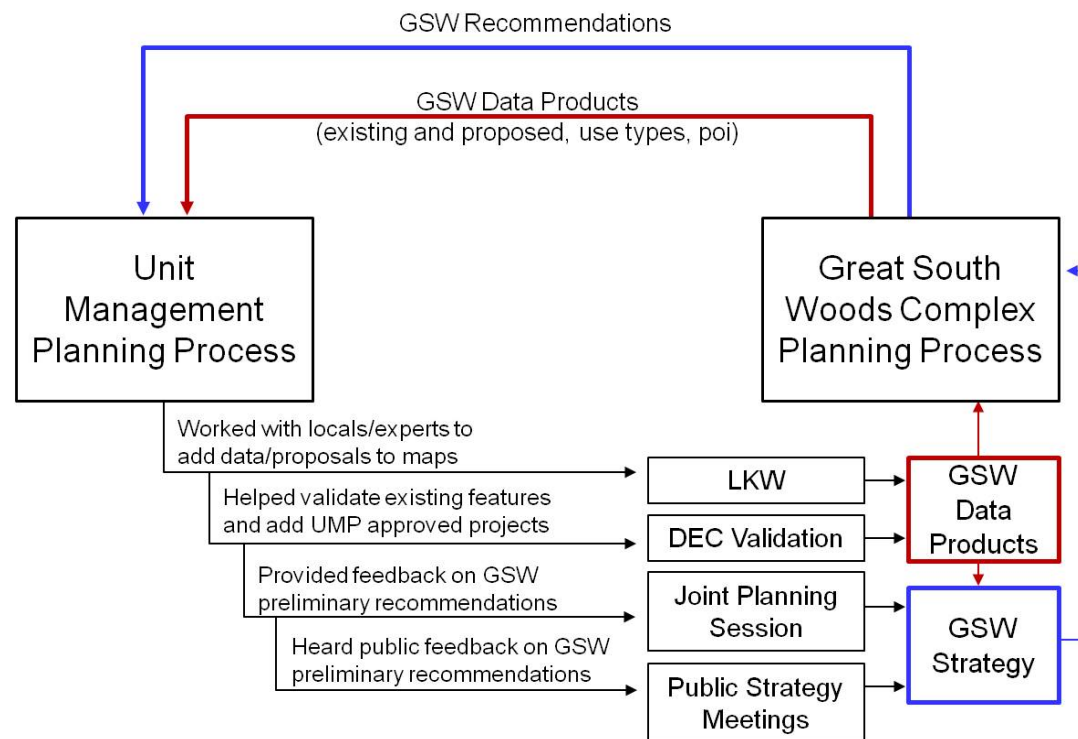 GSW Recommendations
GSW Data Products
(existing and proposed, use types, poi)
Unit
Management
Planning Process
Great South
Woods Complex
Planning Process
Worked with locals/experts to
add data/proposals to maps
LKW
GSW
Data
Products
Helped validate existing features
and add UMP approved projects
DEC Validation
Provided feedback on GSW
preliminary recommendations
Joint Planning
Session
GSW
Strategy
Heard public feedback on GSW
preliminary recommendations
Public Strategy
Meetings